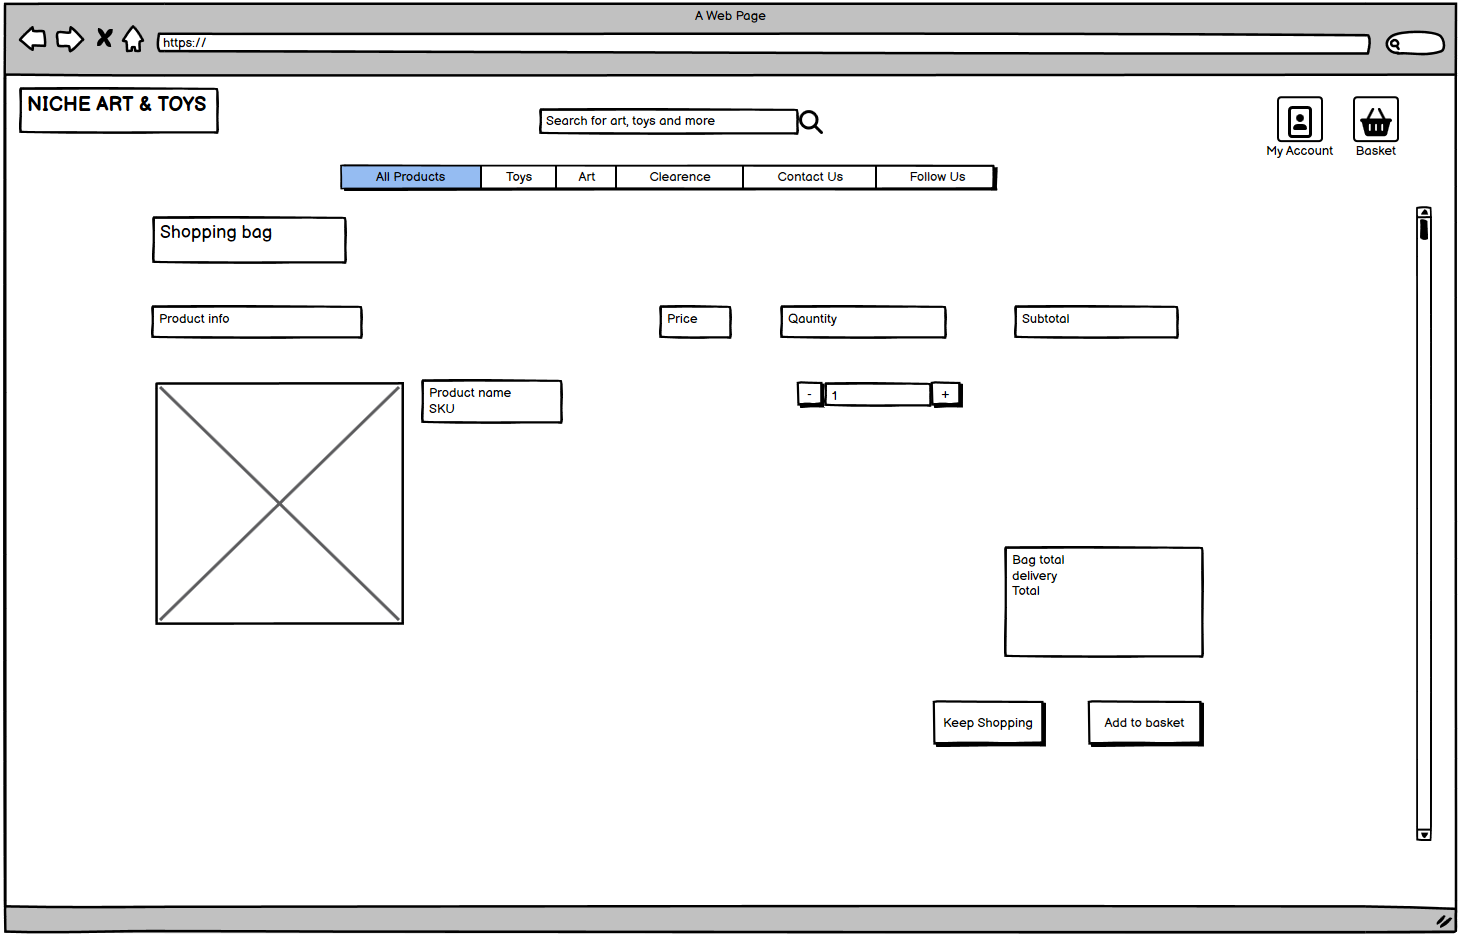 A Web Page
https://
NICHE ART & TOYS
Search for art, toys and more
My Account
Basket
All Products
Toys
Art
Clearence
Contact Us
Follow Us
Shopping bag
Product info
Price
Qauntity
Subtotal
Product name
SKU
-
1
+
Bag total
delivery
Total
Keep Shopping
Add to basket